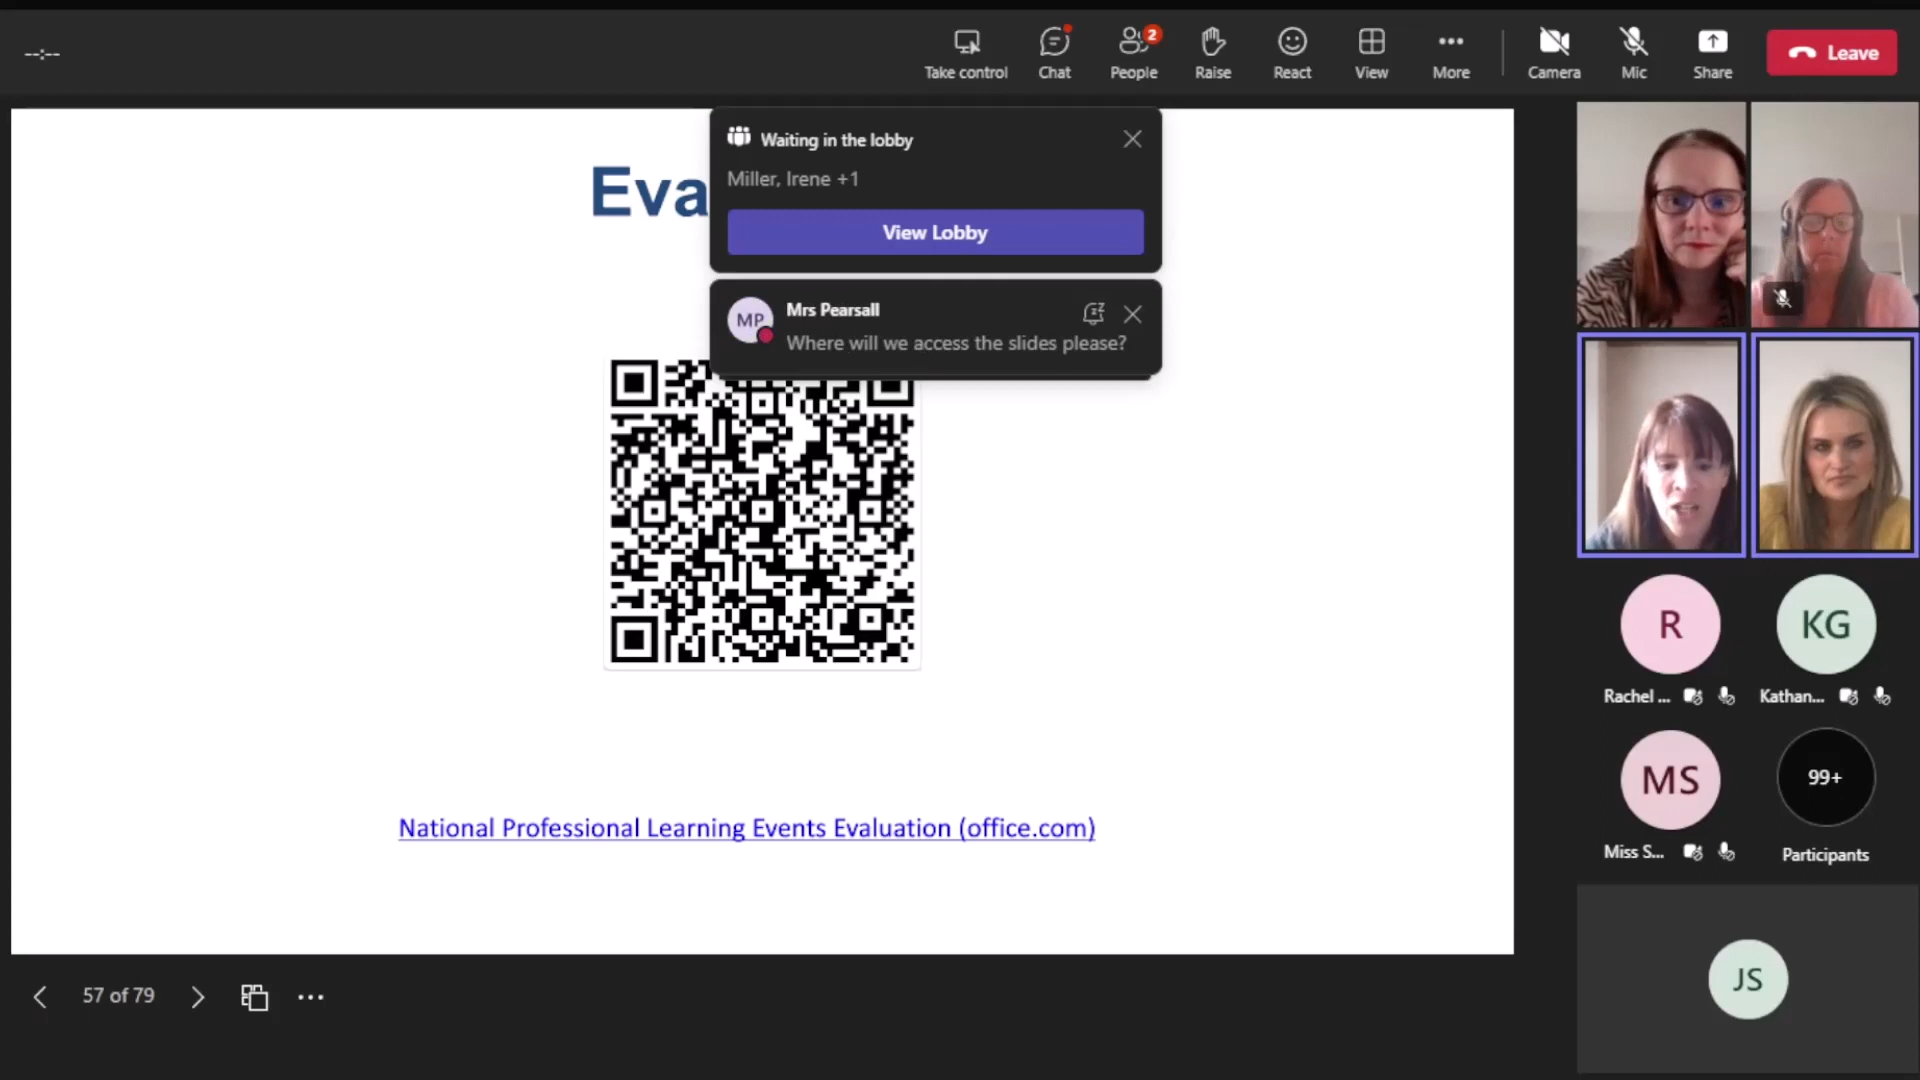 --:--
Take control
Chat
People
2
Raise
React
View
More
Camera
Mic
Share
Leave
Waiting in the lobby
Miller, Irene +1
View Lobby
Eva
MP
Mrs Pearsall
Where will we access the slides please?
National Professional Learning Events Evaluation (office.com)
57 of 79
R
KG
Rachel ...
Kathan...
MS
99+
Miss S...
Participants
JS